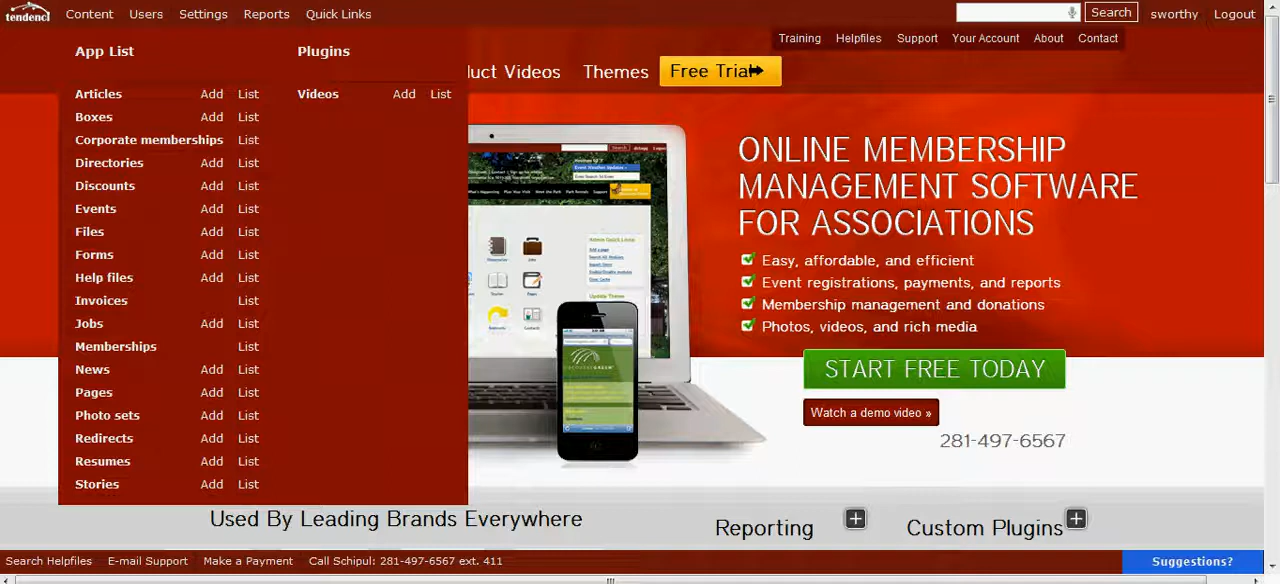 tendenci Content Users Settings Reports Quick Links Search sworthy Logout
Training Helpfiles Support Your Account About Contact
App List Plugins
uct Videos Themes Free Trial
Articles Add List Videos Add List
Boxes Add List
Corporate memberships List
Directories Add List
Discounts Add List
Events Add List
Files Add List
Forms Add List
Help files Add List
Invoices List
Jobs Add List
Memberships List
News Add List
Pages Add List
Photo sets Add List
Redirects Add List
Resumes Add List
Stories Add List
ONLINE MEMBERSHIP
MANAGEMENT SOFTWARE
FOR ASSOCIATIONS
Easy, affordable, and efficient
Event registrations, payments, and reports
Membership management and donations
Photos, videos, and rich media
START FREE TODAY
Watch a demo video »
281-497-6567
Used By Leading Brands Everywhere
Reporting
Custom Plugins
Search Helpfiles E-mail Support Make a Payment Call Schipul: 281-497-6567 ext. 411 Suggestions?